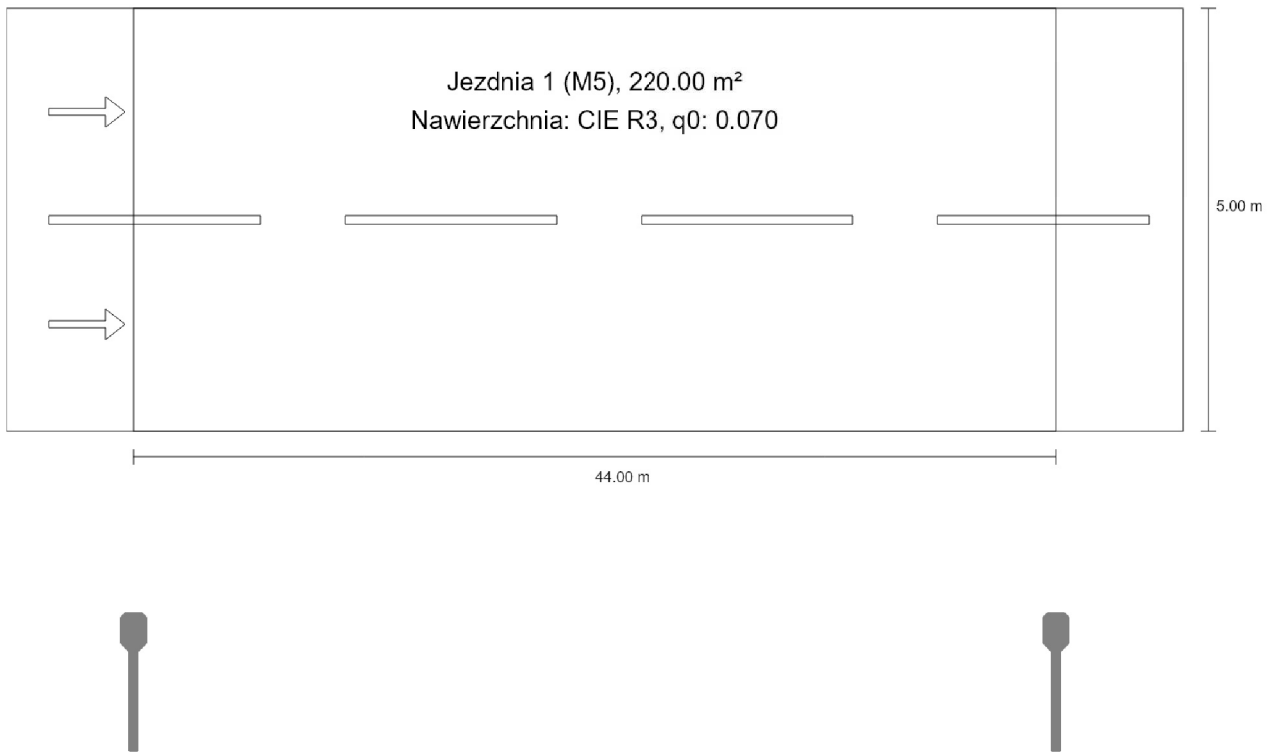 Jezdnia 1 (M5), 220.00 m²
Nawierzchnia: CIE R3, q0: 0.070
5.00 m
44.00 m